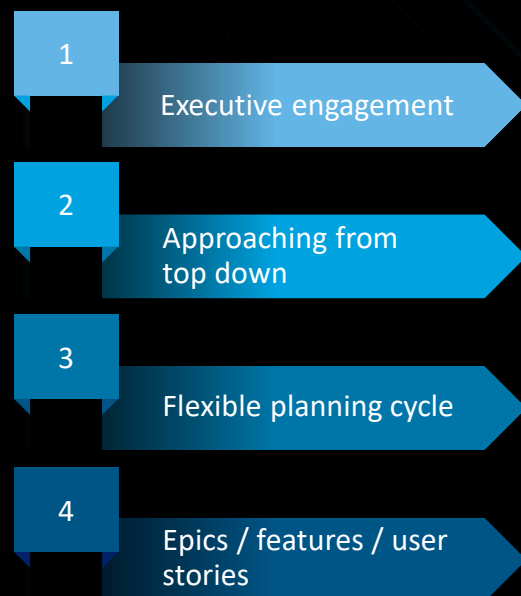 1
Executive engagement
2
Approaching from
top down
3
Flexible planning cycle
4
Epics / features / user
stories